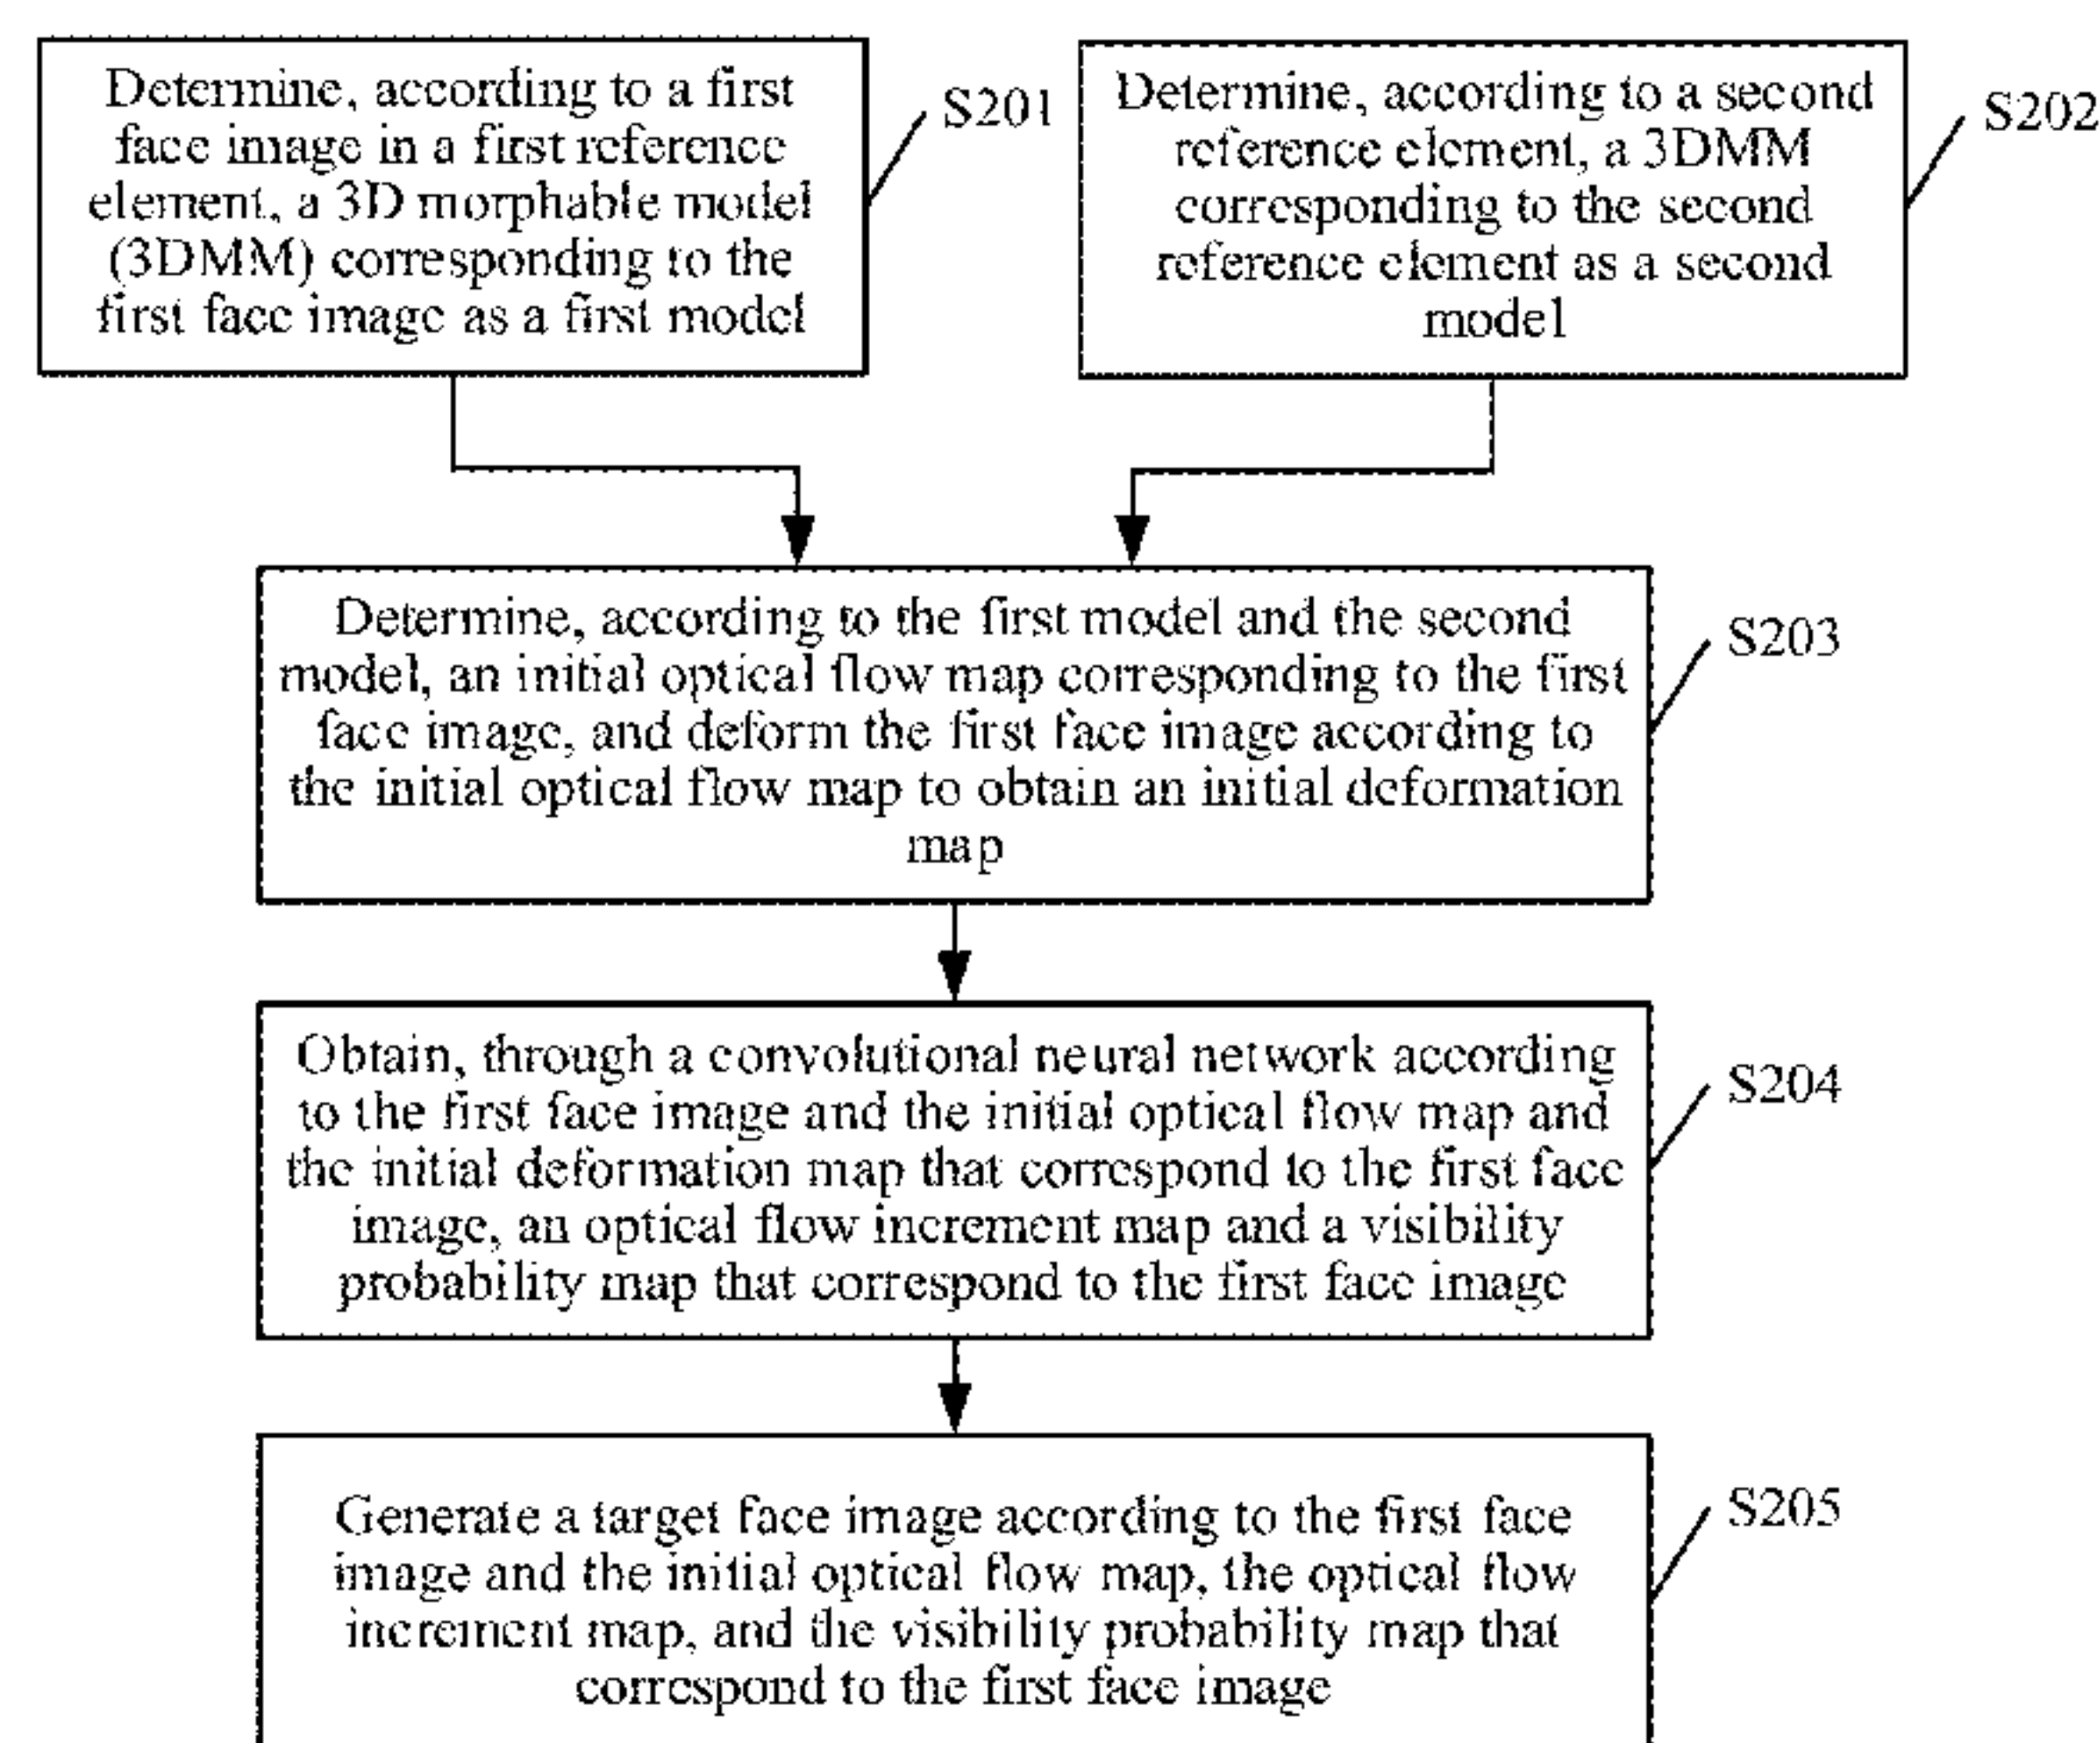 Determine, according to a first
face image in a first reference
element, a 3D morphable model
(3DMM) corresponding to the
first face image as a first model
S201
Determine, according to a second
reference element, a 3DMM
corresponding to the second
reference element as a second
model
S202
Determine, according to the first model and the second
model, an initial optical flow map corresponding to the first
face image, and deform the first face image according to
the initial optical flow map to obtain an initial deformation
map
S203
Obtain, through a convolutional neural network according
to the first face image and the initial optical flow map and
the initial deformation map that correspond to the first face
image, an optical flow increment map and a visibility
probability map that correspond to the first face image
S204
Generate a target face image according to the first face
image and the initial optical flow map, the optical flow
increment map, and the visibility probability map that
correspond to the first face image
S205